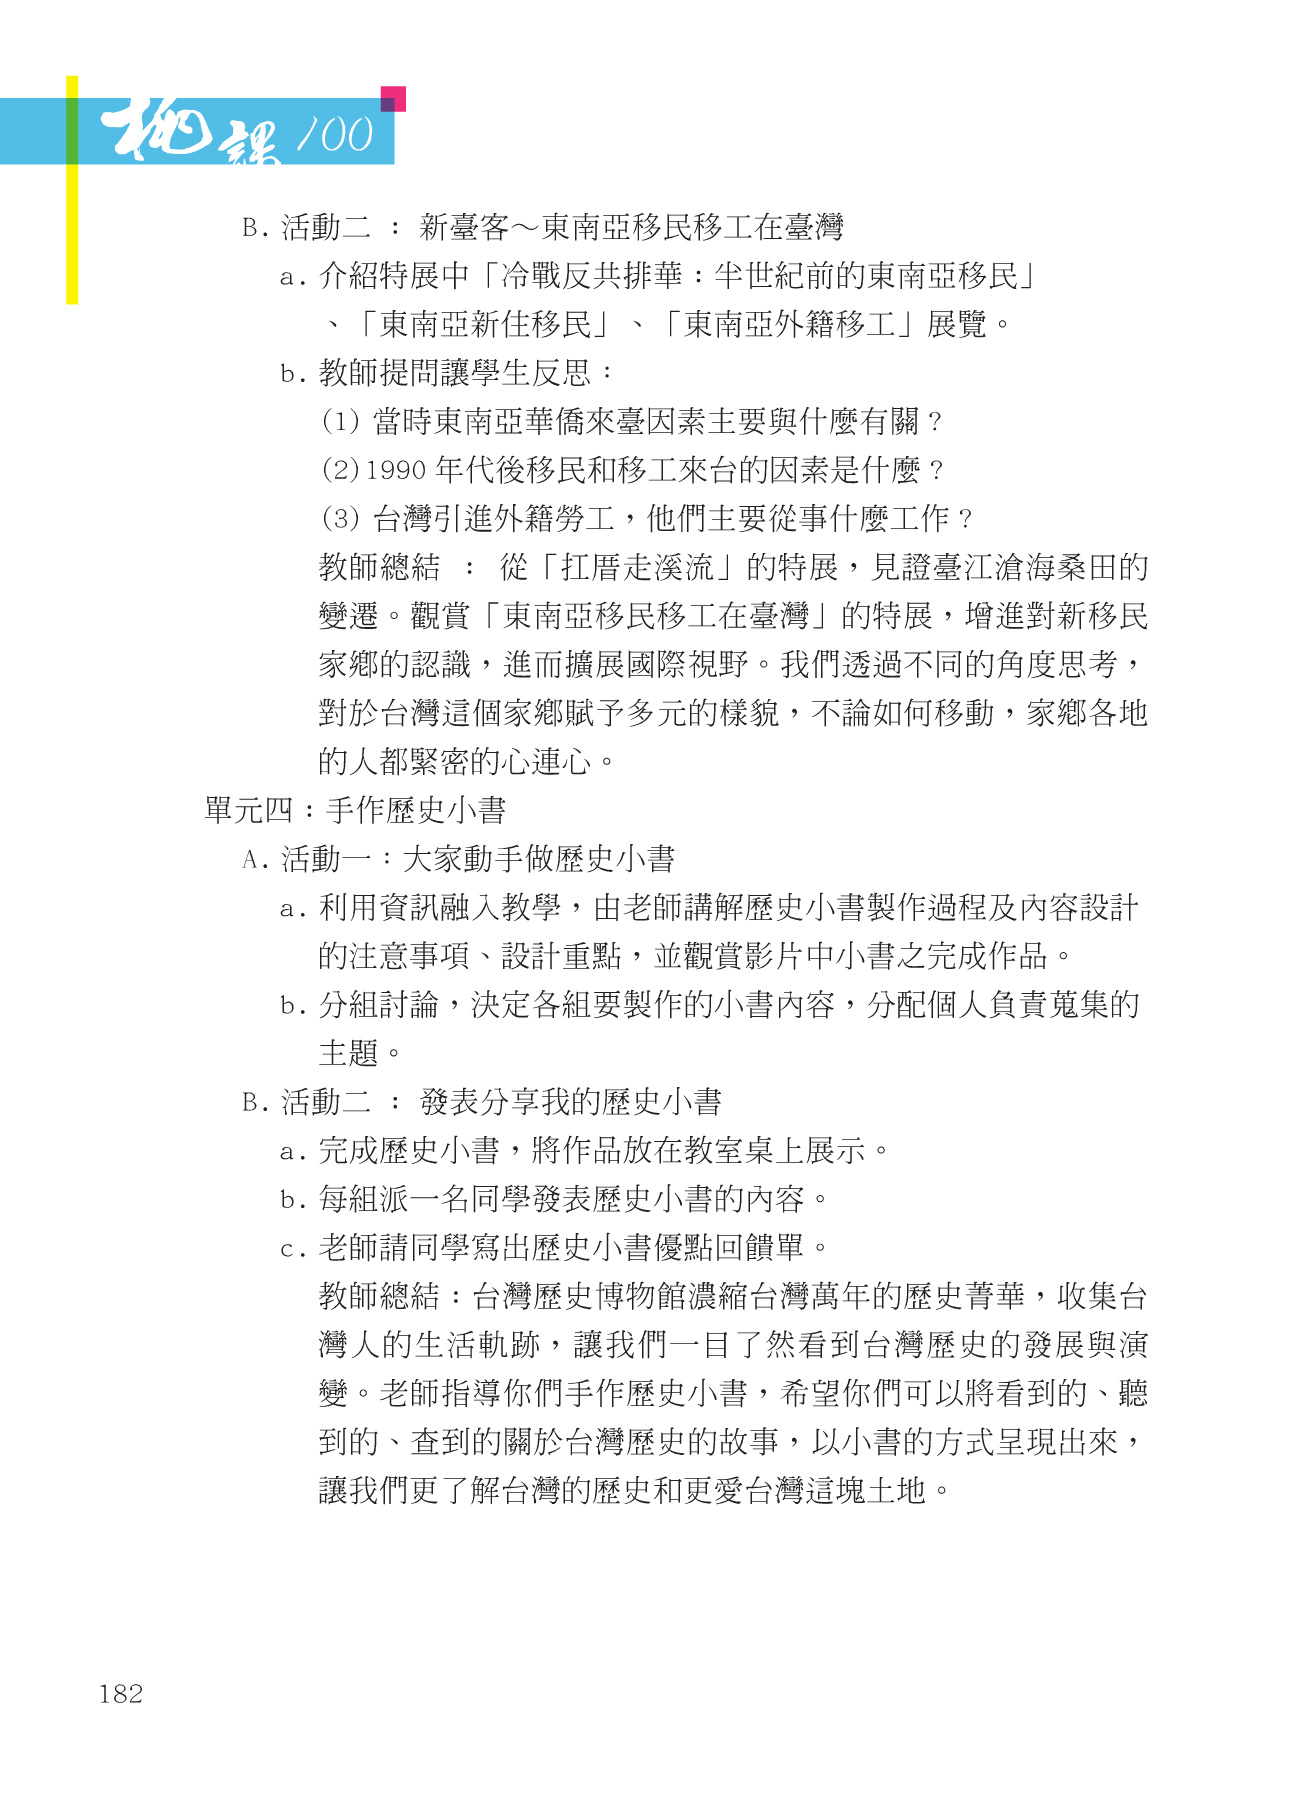 桃課100
B. 活動二 : 新臺客～東南亞移民移工在臺灣
a. 介紹特展中「冷戰反共排華：半世紀前的東南亞移民」
、「東南亞新住移民」、「東南亞外籍移工」展覽。
b. 教師提問讓學生反思：
(1) 當時東南亞華僑來臺因素主要與什麼有關？
(2)1990 年代後移民和移工來台的因素是什麼？
(3) 台灣引進外籍勞工，他們主要從事什麼工作？
教師總結 : 從「扛厝走溪流」的特展，見證臺江滄海桑田的
變遷。觀賞「東南亞移民移工在臺灣」的特展，增進對新移民
家鄉的認識，進而擴展國際視野。我們透過不同的角度思考，
對於台灣這個家鄉賦予多元的樣貌，不論如何移動，家鄉各地
的人都緊密的心連心。
單元四：手作歷史小書
A. 活動一：大家動手做歷史小書
a. 利用資訊融入教學，由老師講解歷史小書製作過程及內容設計
的注意事項、設計重點，並觀賞影片中小書之完成作品。
b. 分組討論，決定各組要製作的小書內容，分配個人負責蒐集的
主題。
B. 活動二 : 發表分享我的歷史小書
a. 完成歷史小書，將作品放在教室桌上展示。
b. 每組派一名同學發表歷史小書的內容。
c. 老師請同學寫出歷史小書優點回饋單。
教師總結：台灣歷史博物館濃縮台灣萬年的歷史菁華，收集台
灣人的生活軌跡，讓我們一目了然看到台灣歷史的發展與演
變。老師指導你們手作歷史小書，希望你們可以將看到的、聽
到的、查到的關於台灣歷史的故事，以小書的方式呈現出來，
讓我們更了解台灣的歷史和更愛台灣這塊土地。
182